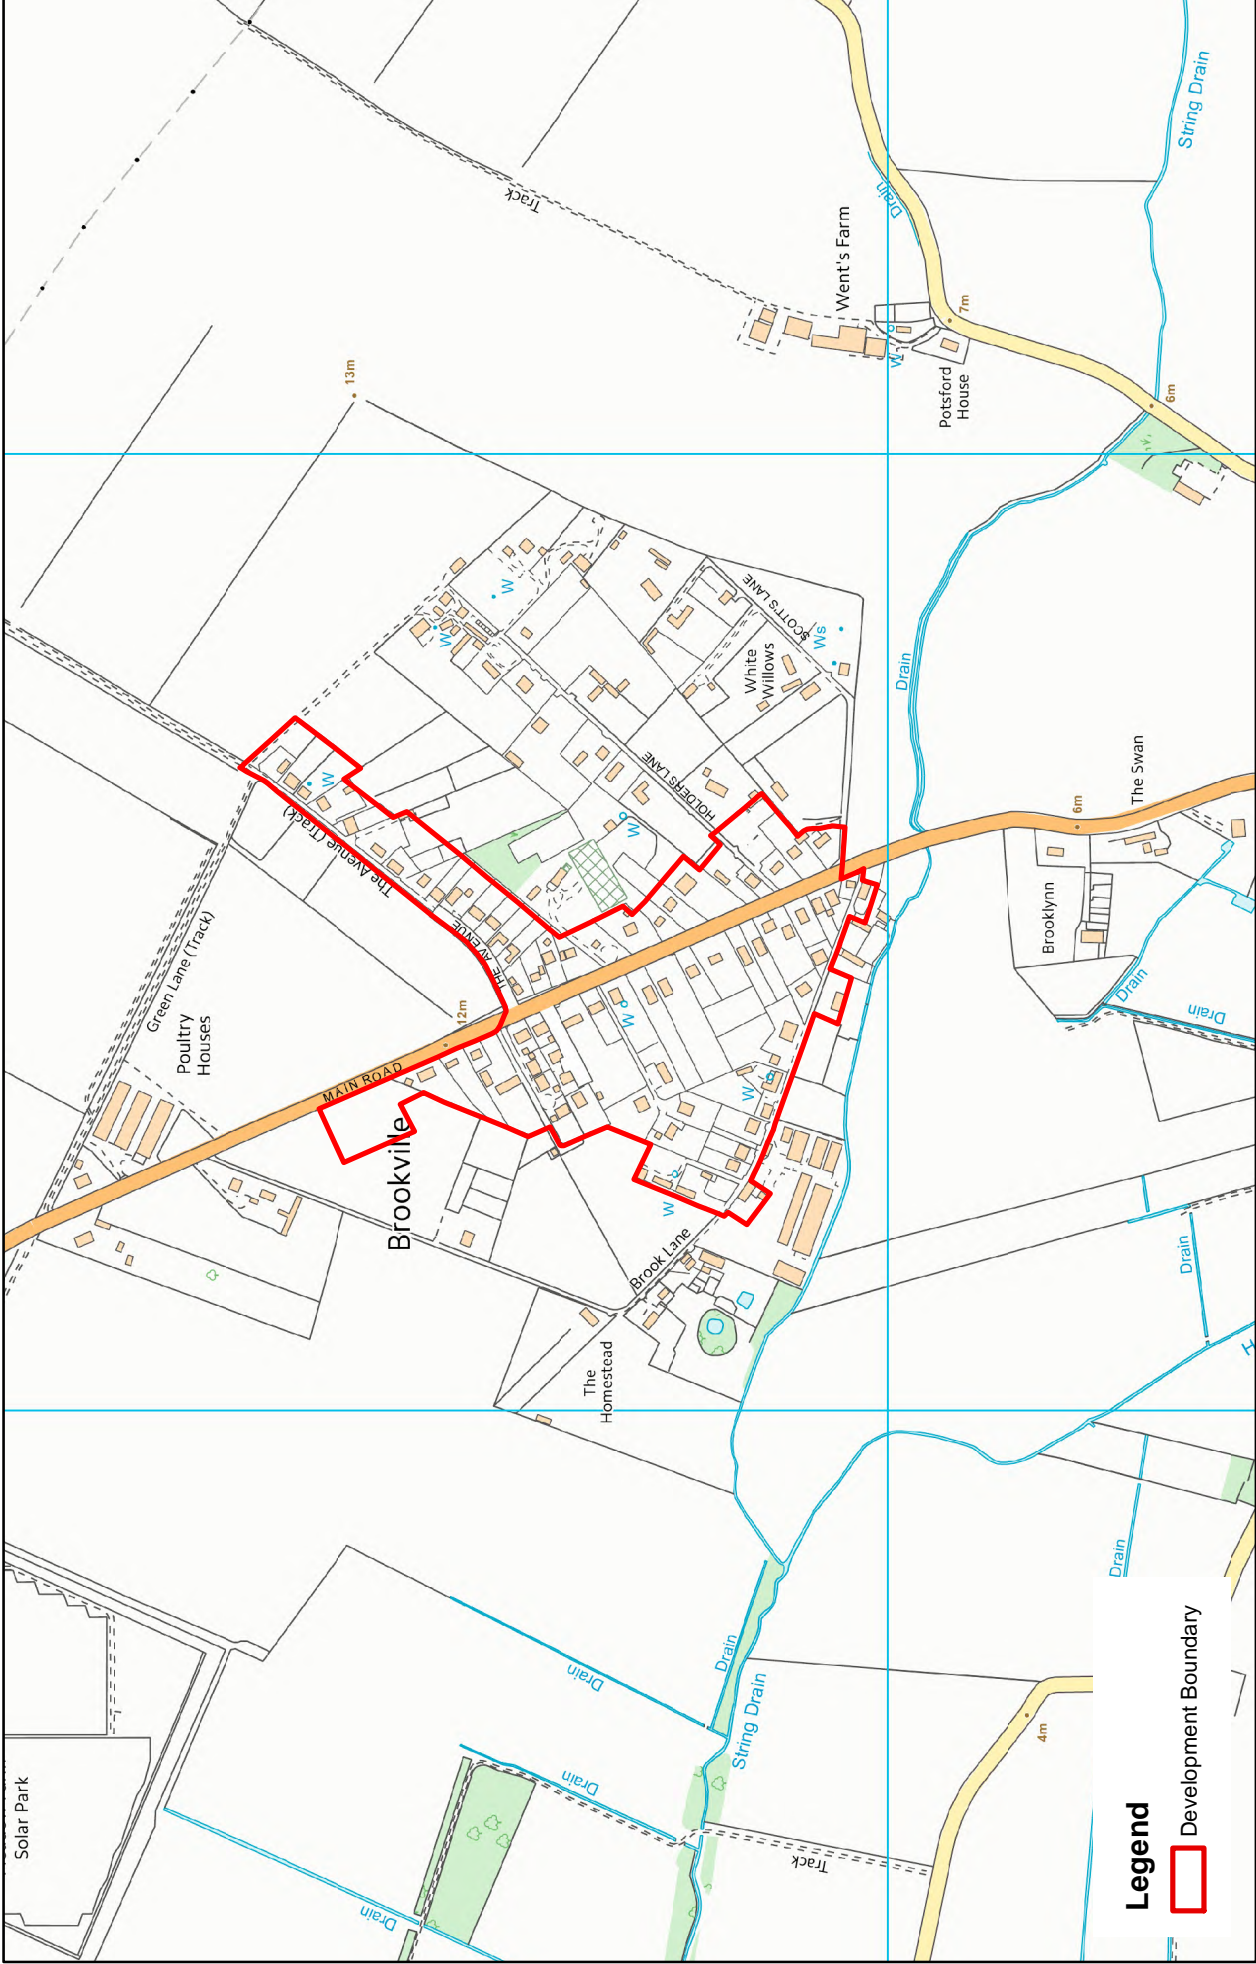 Solar Park
Drain
Drain
Drain
Drain
String Drain
Track
4m
Drain
Drain
H
Legend
Development Boundary
The
Homestead
Brook Lane
Brookville
MAIN ROAD
12m
Poultry
Houses
Green Lane (Track)
The Avenue (Track)
THE AVENUE
W
W
W
W
W
W
W
W
HOLDERS LANE
SCOTT'S LANE
White
Willows
Ws
13m
Track
Went's Farm
W
Potsford
House
7m
6m
Drain
String Drain
Drain
The Swan
6m
Brooklynn
Drain
Drain